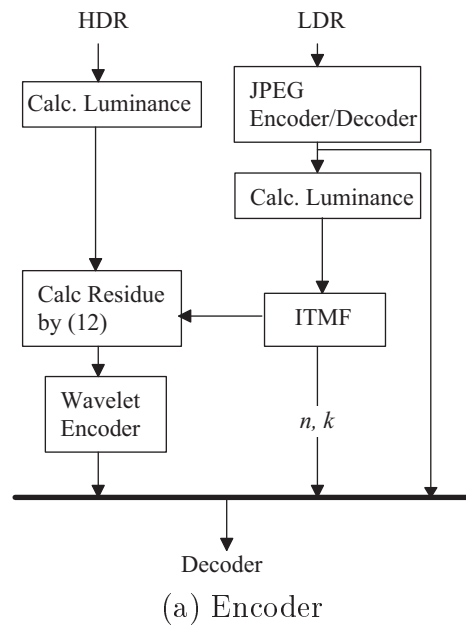 HDR
LDR
Calc. Luminance
JPEG
Encoder/Decoder
Calc. Luminance
Calc Residue
by (12)
ITMF
Wavelet
Encoder
n, k
Decoder
(a) Encoder